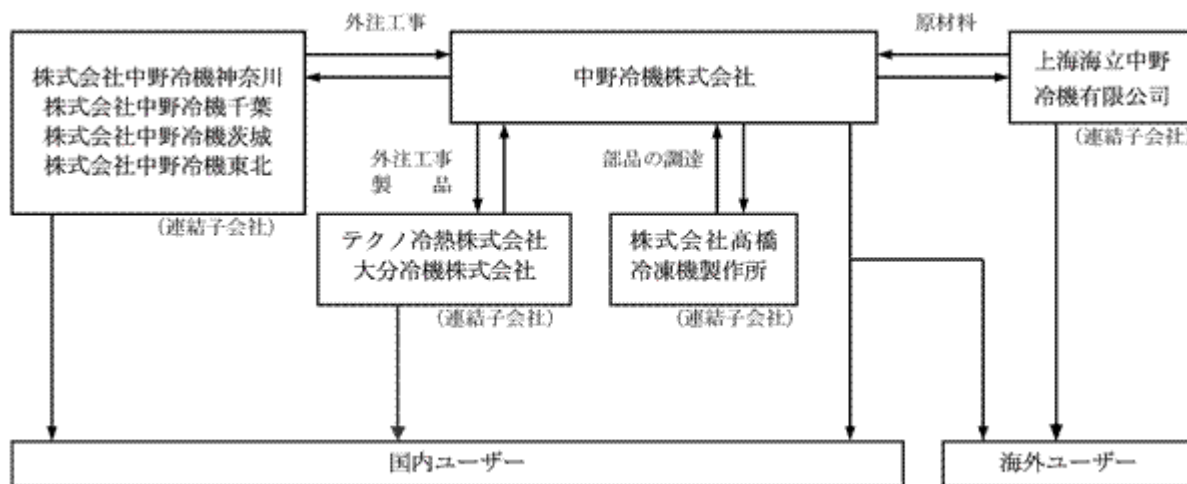 外注工事
原材料
株式会社中野冷機神奈川
株式会社中野冷機千葉
株式会社中野冷機茨城
株式会社中野冷機東北
(連結子会社)
中野冷機株式会社
上海海立中野
冷機有限公司
(連結子会社)
外注工事
製　品
部品の調達
テクノ冷熱株式会社
大分冷機株式会社
(連結子会社)
株式会社高橋
冷凍機製作所
(連結子会社)
国内ユーザー
海外ユーザー